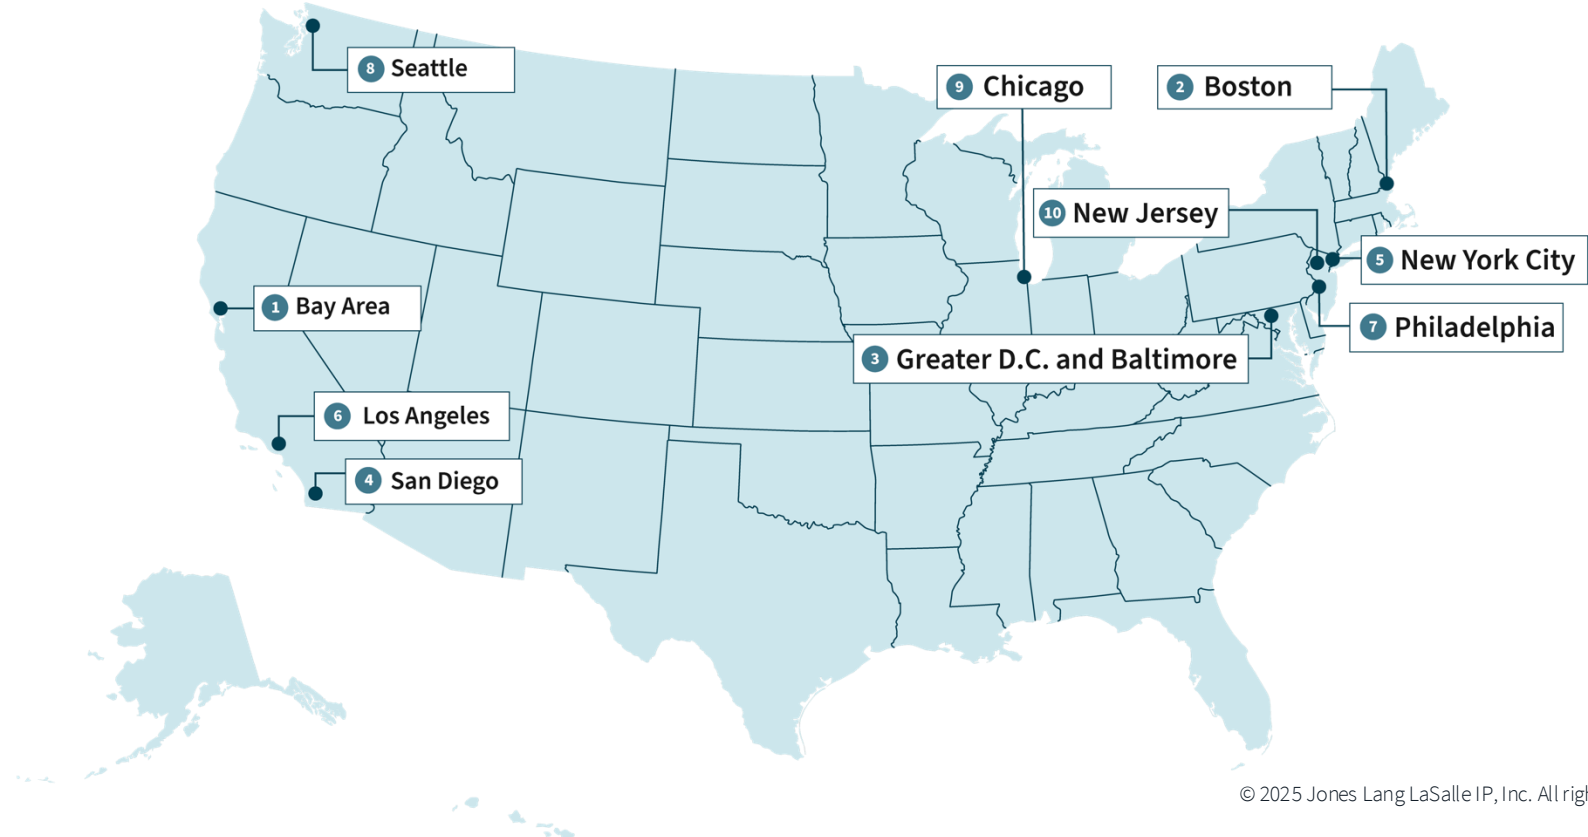 8 Seattle
9 Chicago
2 Boston
10 New Jersey
5 New York City
1 Bay Area
7 Philadelphia
3 Greater D.C. and Baltimore
6 Los Angeles
4 San Diego
© 2025 Jones Lang LaSalle IP, Inc. All